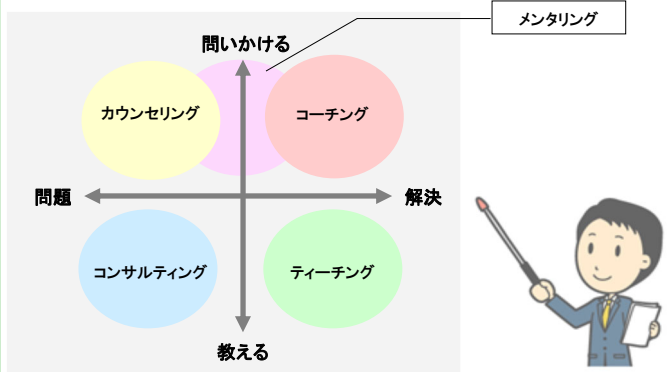 メンタリング
問いかける
カウンセリング
コーチング
問題
解決
コンサルティング
ティーチング
教える